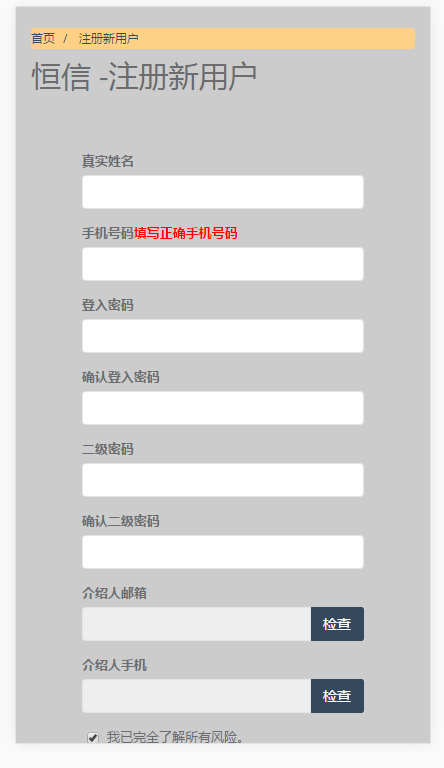 首页 / 注册新用户
恒信 -注册新用户
真实姓名
手机号码填写正确手机号码
登入密码
确认登入密码
二级密码
确认二级密码
介绍人邮箱
检查
介绍人手机
检查
我已完全了解所有风险。